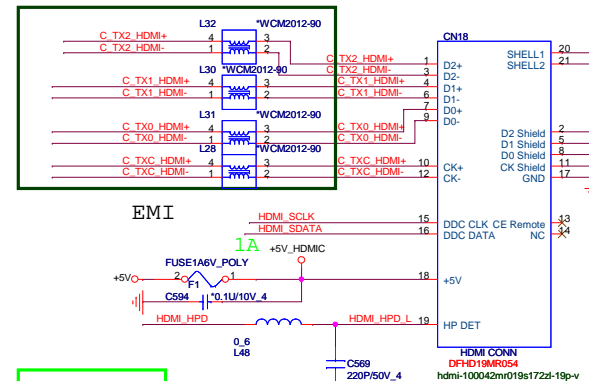 L32 *WCM2012-90 CN18
C_TX2_HDMI+ 4 3 C_TX2_HDMI+ 1 D2+ SHELL1 20
C_TX2_HDMI- 1 2 C_TX2_HDMI- 3 D2- SHELL2 21
L30 *WCM2012-90
C_TX1_HDMI+ 4 3 C_TX1_HDMI+ 4 D1+
C_TX1_HDMI- 1 2 C_TX1_HDMI- 6 D1-
7 D0+
L31 *WCM2012-90 9 D0-
C_TX0_HDMI+ 4 3 C_TX0_HDMI+ D2 Shield 2
C_TX0_HDMI- 1 2 C_TX0_HDMI- D1 Shield 5
L28 *WCM2012-90 D0 Shield 8
C_TXC_HDMI+ 4 3 C_TXC_HDMI+ 10 CK+ CK Shield 11
C_TXC_HDMI- 1 2 C_TXC_HDMI- 12 CK- GND 17
EMI
HDMI_SCLK 15 DDC CLK CE Remote 13
HDMI_SDATA 16 DDC DATA NC 14
1A +5V_HDMIC
FUSE1A6V_POLY
+5V 2 1 18 +5V
F1
C594 *0.1U/10V_4
HDMI_HPD HDMI_HPD_L 19 HP DET
0_6
L48
HDMI CONN
C569 DFHD19MR054
220P/50V_4 hdmi-100042mr019s172zl-19p-v